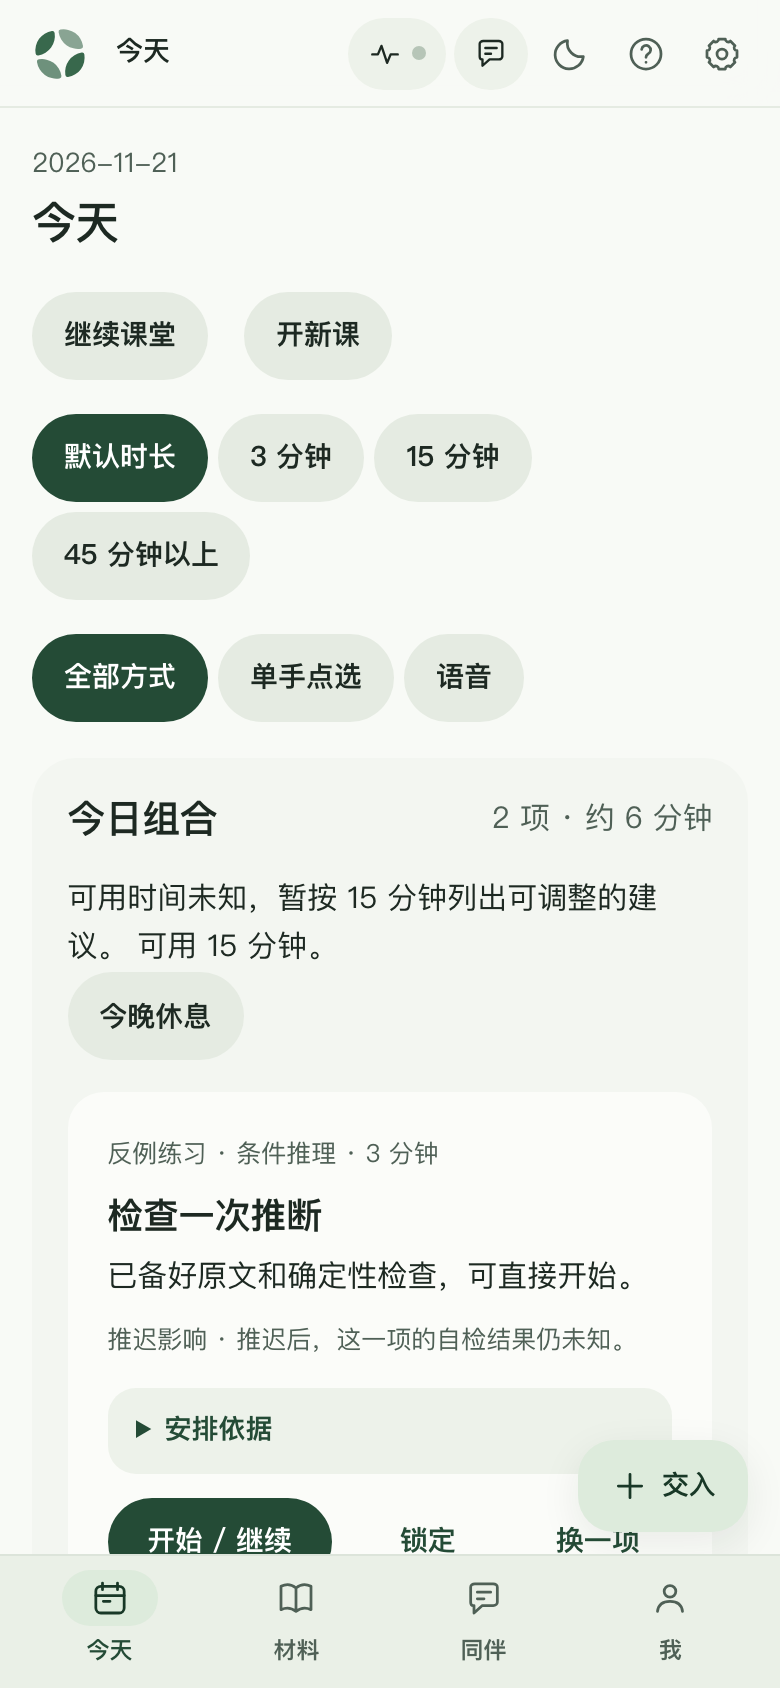 今天
2026–11–21
今天
继续课堂 开新课
默认时长 3 分钟 15 分钟
45 分钟以上
全部方式 单手点选 语音
今日组合 2 项 · 约 6 分钟
可用时间未知，暂按 15 分钟列出可调整的建
议。 可用 15 分钟。
今晚休息
反例练习 · 条件推理 · 3 分钟
检查一次推断
已备好原文和确定性检查，可直接开始。
推迟影响 · 推迟后，这一项的自检结果仍未知。
安排依据
交入
开始 / 继续 锁定 换一项
今天 材料 同伴 我